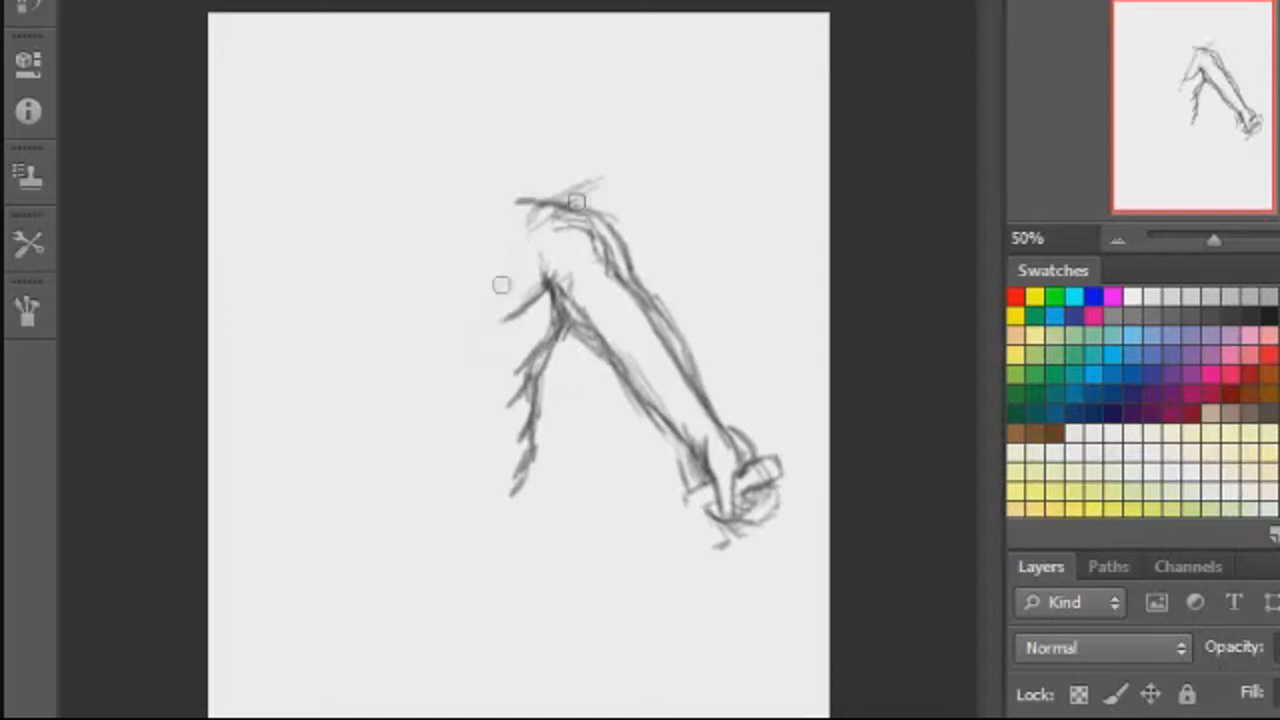 50%
Swatches
Layers Paths Channels
Kind
Normal Opacity:
Lock: Fill: